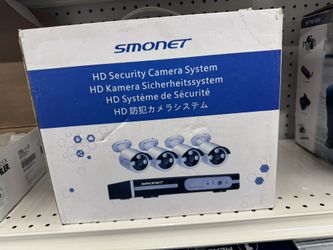 SMONET
HD Security Camera System
HD Kamera Sicherheitssystem
HD Système de Sécurité
HD 防犯カメラシステム
SMONET